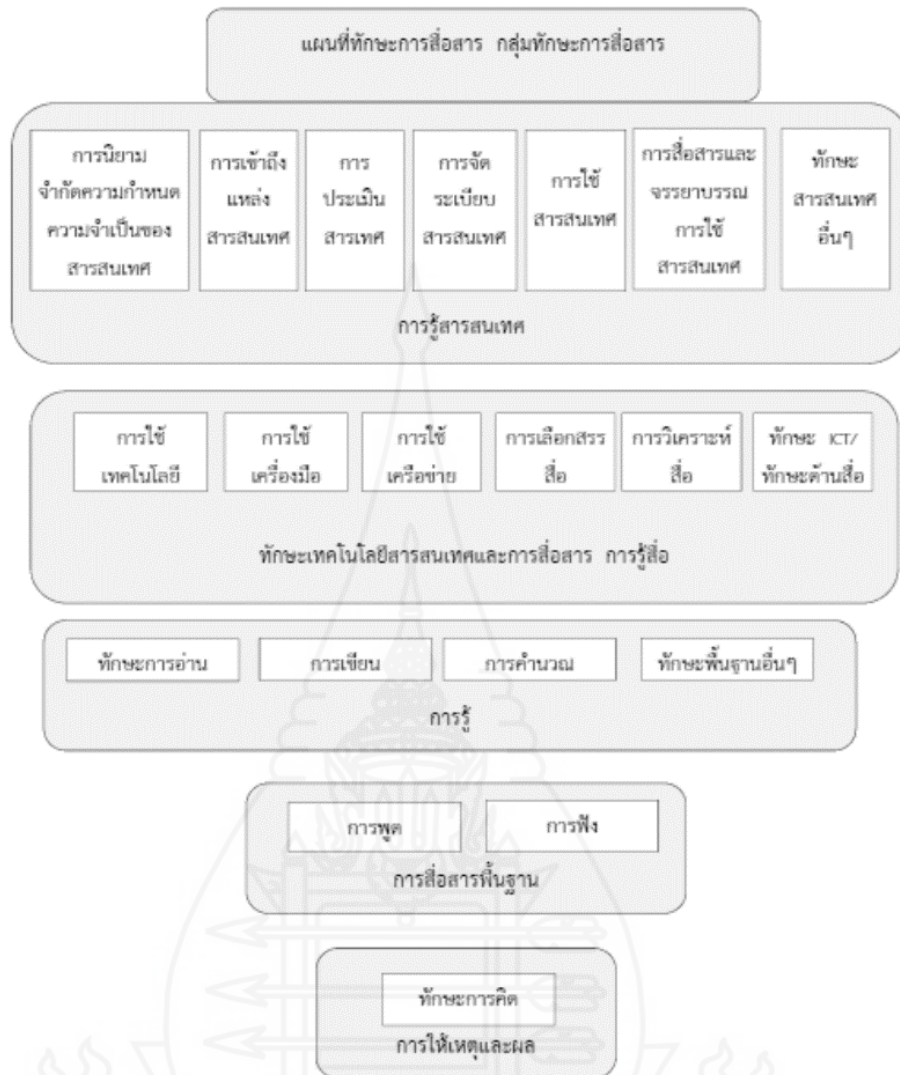 แผนที่ทักษะการสื่อสาร กลุ่มทักษะการสื่อสาร
การนิยาม
จำกัดความกำหนด
ความจำเป็นของ
สารสนเทศ
การเข้าถึง
แหล่ง
สารสนเทศ
การ
ประเมิน
สารเทศ
การจัด
ระเบียบ
สารสนเทศ
การใช้
สารสนเทศ
การสื่อสารและ
จรรยาบรรณ
การใช้
สารสนเทศ
ทักษะ
สารสนเทศ
อื่นๆ
การรู้สารสนเทศ
การใช้
เทคโนโลยี
การใช้
เครื่องมือ
การใช้
เครือข่าย
การเลือกสรร
สื่อ
การวิเคราะห์
สื่อ
ทักษะ ICT/
ทักษะด้านสื่อ
ทักษะเทคโนโลยีสารสนเทศและการสื่อสาร การรู้สื่อ
ทักษะการอ่าน
การเขียน
การคำนวณ
ทักษะพื้นฐานอื่นๆ
การรู้
การพูด
การฟัง
การสื่อสารพื้นฐาน
ทักษะการคิด
การให้เหตุและผล